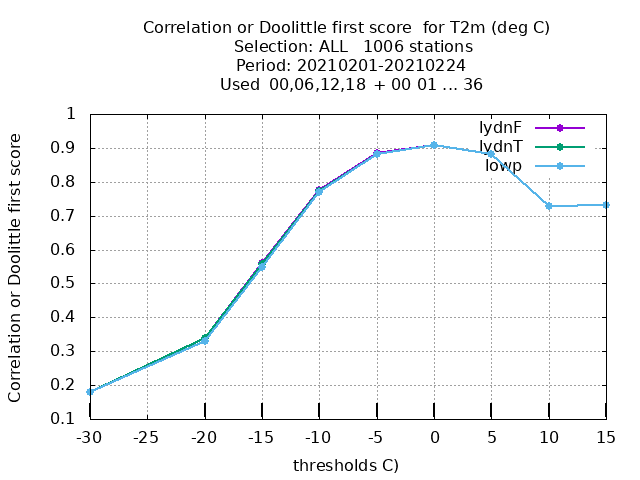 Correlation or Doolittle first score  for T2m (deg C)
Selection: ALL   1006 stations
Period: 20210201-20210224
Used  00,06,12,18  + 00 01 ... 36
Correlation or Doolittle first score
1
0.9
0.8
0.7
0.6
0.5
0.4
0.3
0.2
0.1
lydnF
lydnT
lowp
-30 -25 -20 -15 -10 -5 0 5 10 15
thresholds C)